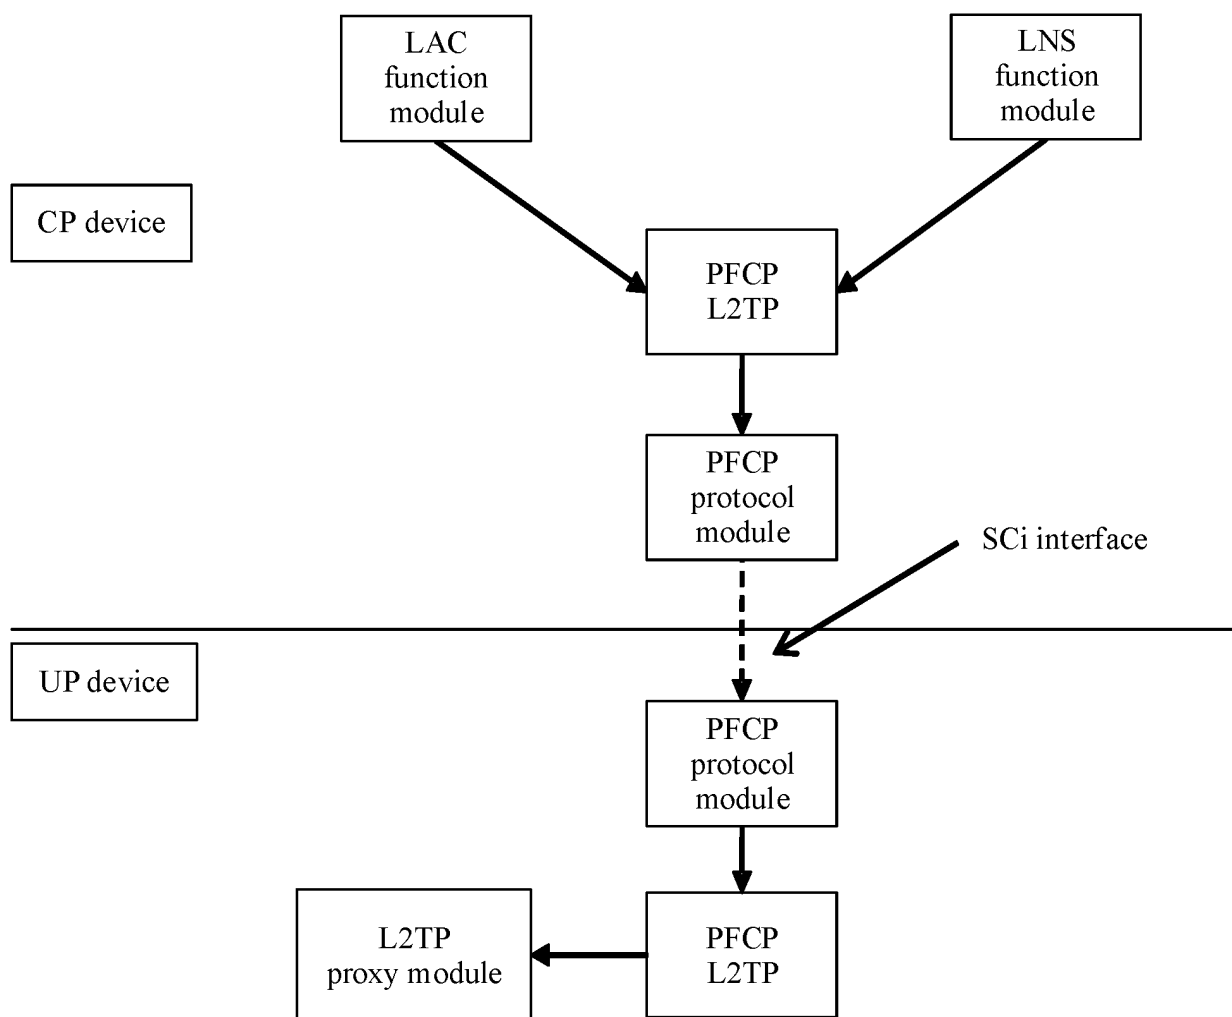 LAC
function
module
LNS
function
module
CP device
PFCP
L2TP
PFCP
protocol
module
SCi interface
UP device
PFCP
protocol
module
L2TP
proxy module
PFCP
L2TP